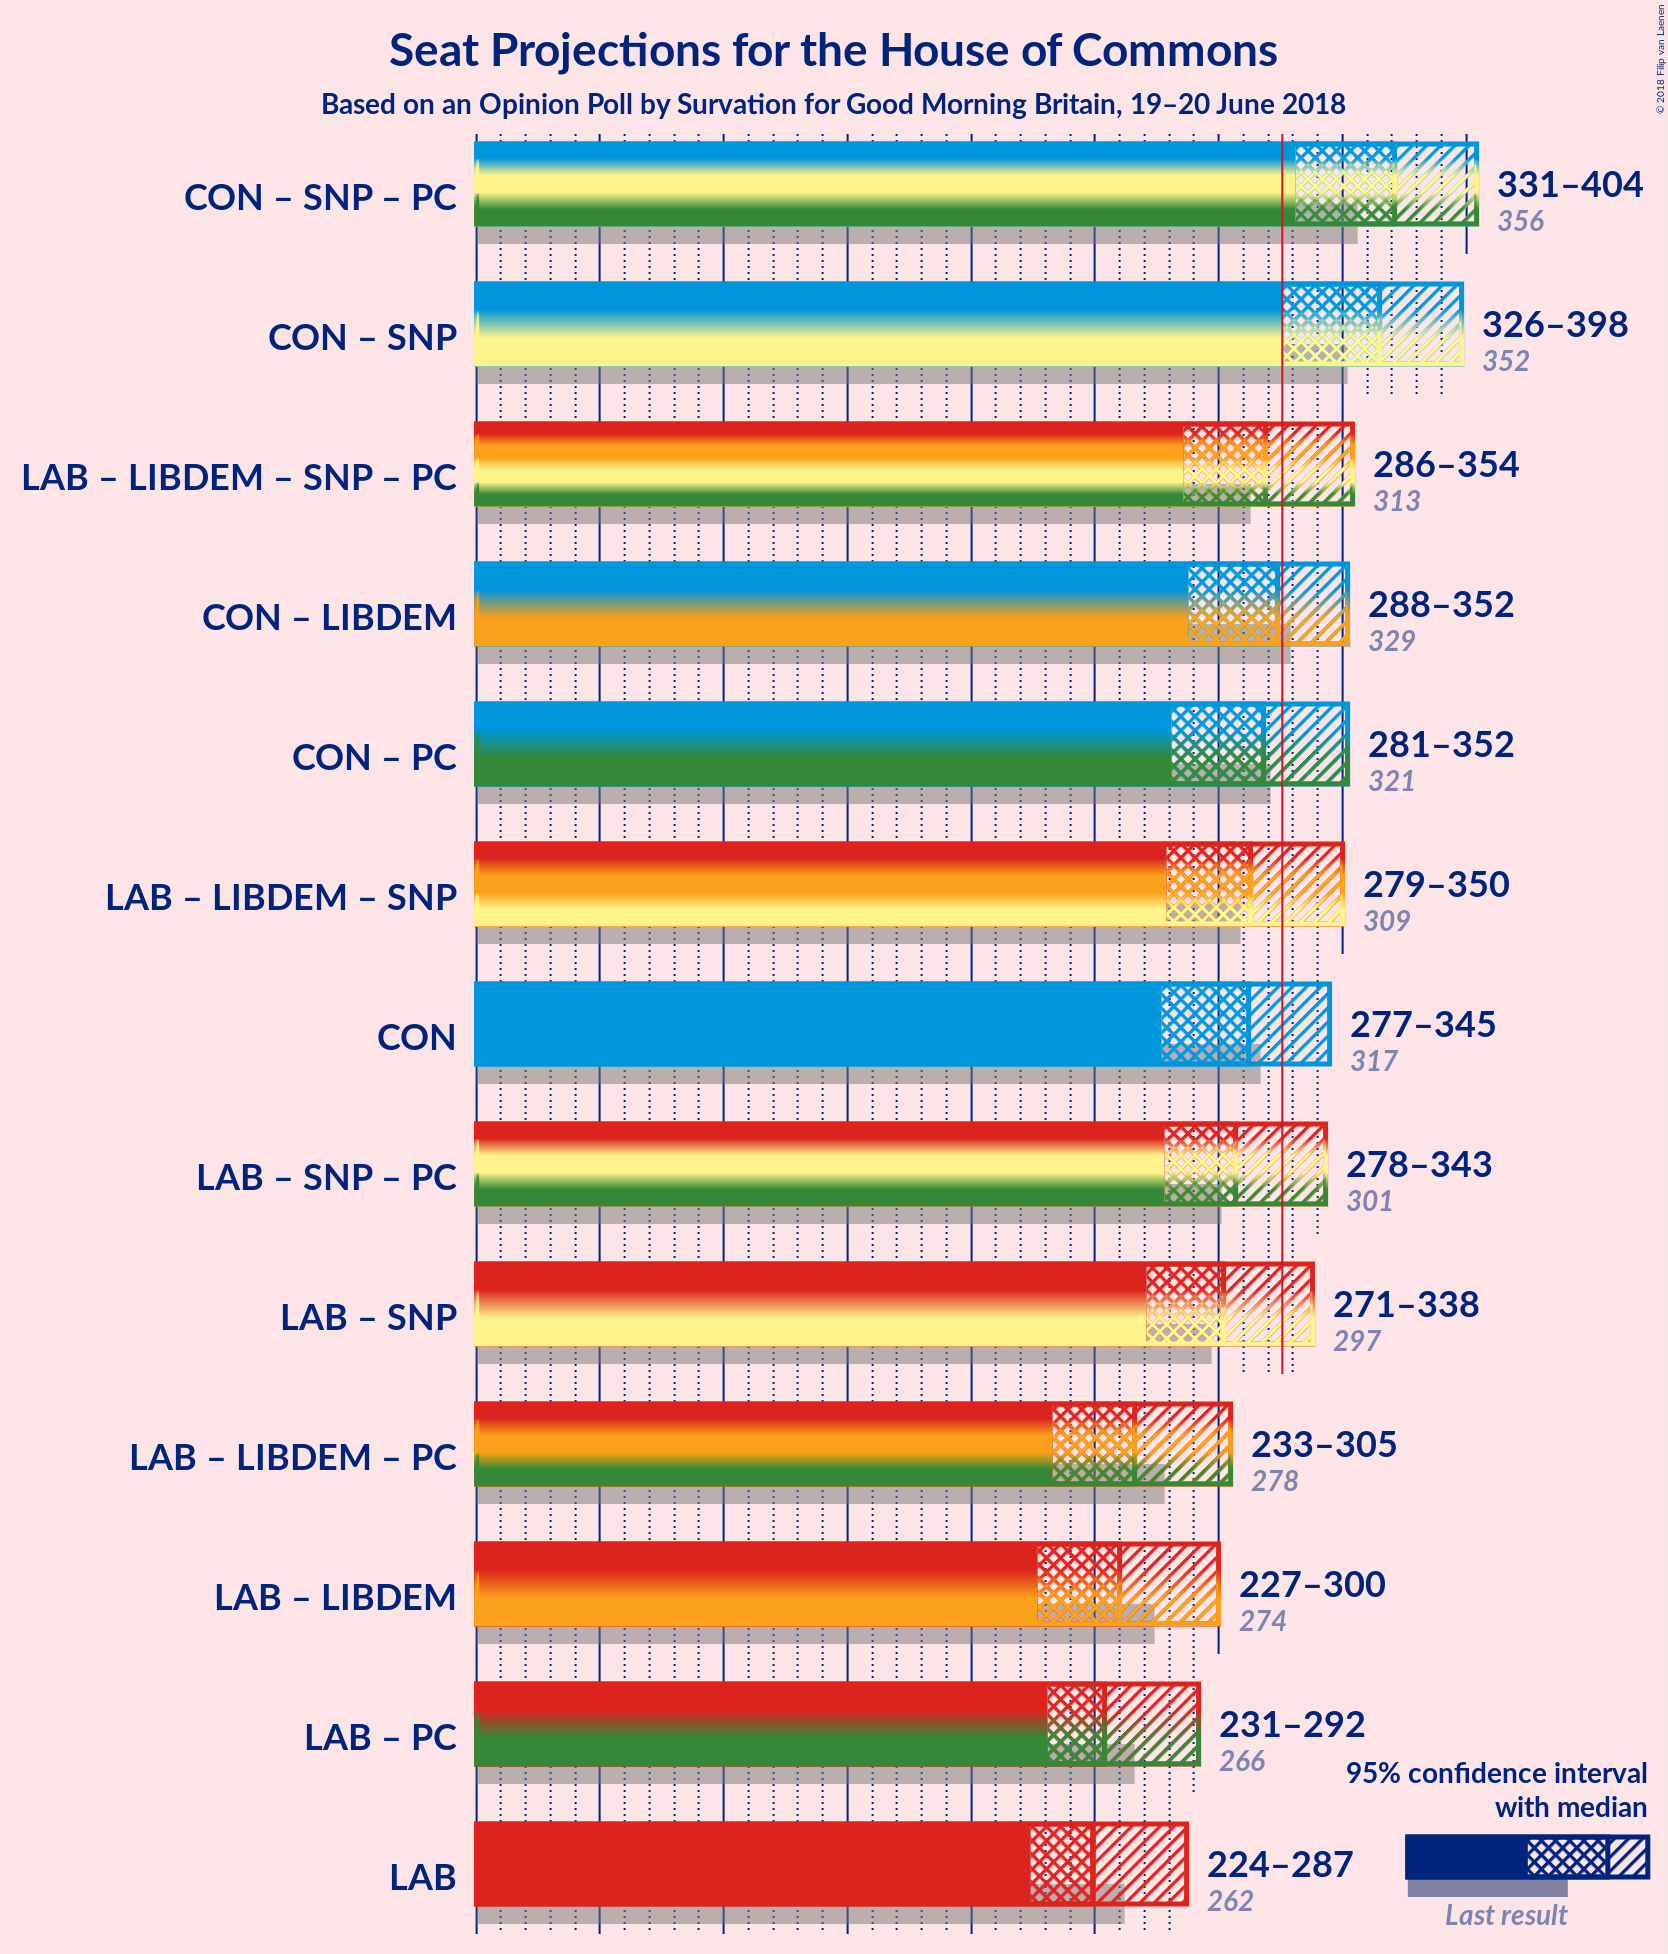 Seat Projections for the House of Commons
Based on an Opinion Poll by Survation for Good Morning Britain, 19–20 June 2018
© 2018 Filip van Laenen
CON – SNP – PC
331–404
356
CON – SNP
326–398
352
LAB – LIBDEM – SNP – PC
286–354
313
CON – LIBDEM
288–352
329
CON – PC
281–352
321
LAB – LIBDEM – SNP
279–350
309
CON
277–345
317
LAB – SNP – PC
278–343
301
LAB – SNP
271–338
297
LAB – LIBDEM – PC
233–305
278
LAB – LIBDEM
227–300
274
LAB – PC
231–292
266
LAB
224–287
262
95% confidence interval
with median
Last result